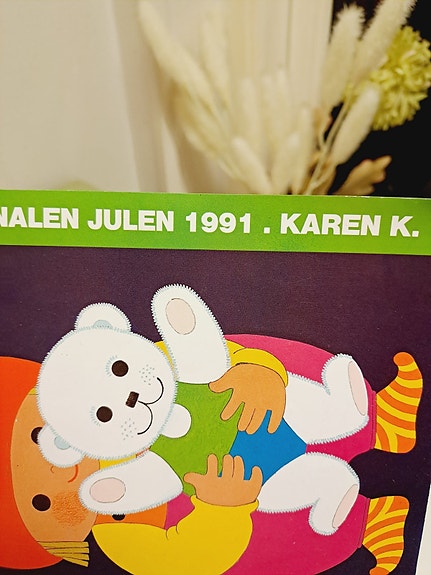 NALEN JULEN 1991 . KAREN K.